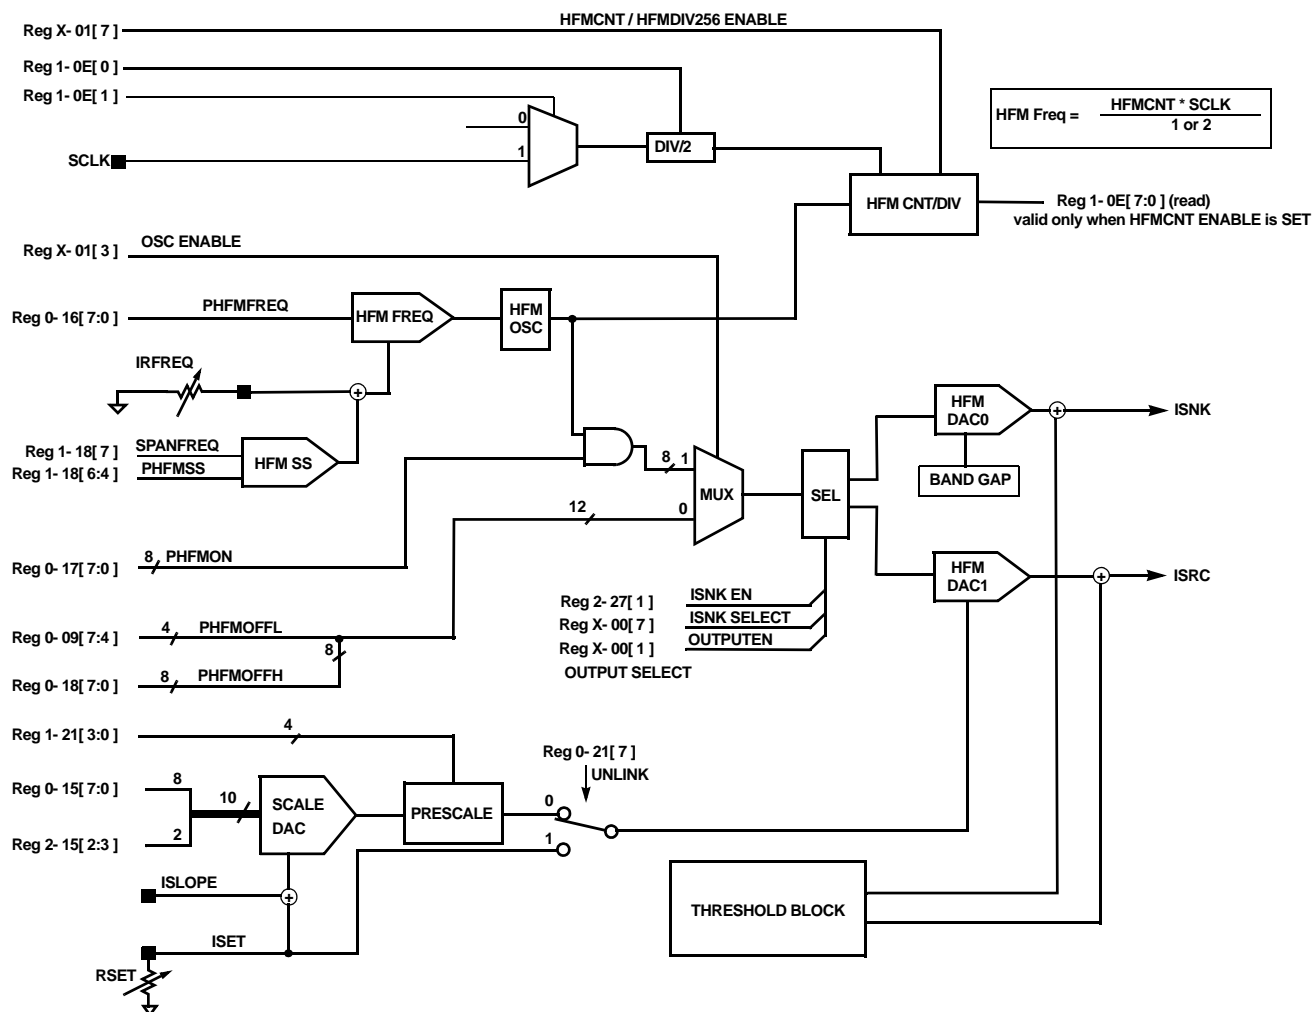 HFMCNT / HFMDIV256 ENABLE
Reg X- 01[ 7 ]
Reg 1- 0E[ 0 ]
Reg 1- 0E[ 1 ]
0
1
SCLK
DIV/2
HFM Freq =
HFMCNT * SCLK
1 or 2
HFM CNT/DIV
Reg 1- 0E[ 7:0 ] (read)
valid only when HFMCNT ENABLE is SET
Reg X- 01[ 3 ]
OSC ENABLE
Reg 0- 16[ 7:0 ]
PHFMFREQ
HFM FREQ
HFM
OSC
IRFREQ
+
Reg 1- 18[ 7 ]
SPANFREQ
Reg 1- 18[ 6:4 ]
PHFMSS
HFM SS
8
1
MUX
12
0
SEL
HFM
DAC0
+
ISNK
BAND GAP
Reg 0- 17[ 7:0 ]
8
PHFMON
HFM
DAC1
+
ISRC
Reg 2- 27[ 1 ]
ISNK EN
Reg X- 00[ 7 ]
ISNK SELECT
Reg X- 00[ 1 ]
OUTPUTEN
OUTPUT SELECT
Reg 0- 09[ 7:4 ]
4
PHFMOFFL
8
Reg 0- 18[ 7:0 ]
8
PHFMOFFH
Reg 1- 21[ 3:0 ]
4
Reg 0- 21[ 7 ]
UNLINK
Reg 0- 15[ 7:0 ]
8
10
SCALE
DAC
PRESCALE
0
1
Reg 2- 15[ 2:3 ]
2
ISLOPE
+
THRESHOLD BLOCK
ISET
RSET